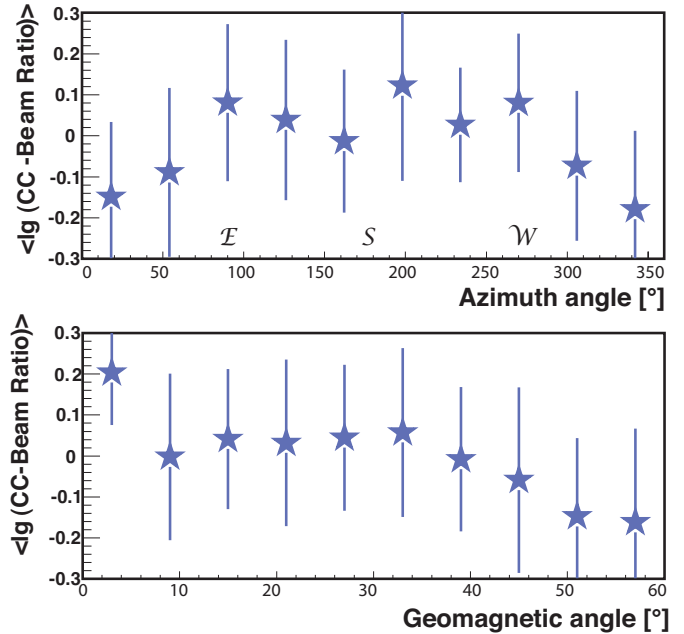 <lg (CC -Beam Ratio)>
0.3
0.2
0.1
0
-0.1
-0.2
-0.3
E S W
0 50 100 150 200 250 300 350
Azimuth angle [°]
<lg (CC-Beam Ratio)>
0.3
0.2
0.1
0
-0.1
-0.2
-0.3
0 10 20 30 40 50 60
Geomagnetic angle [°]